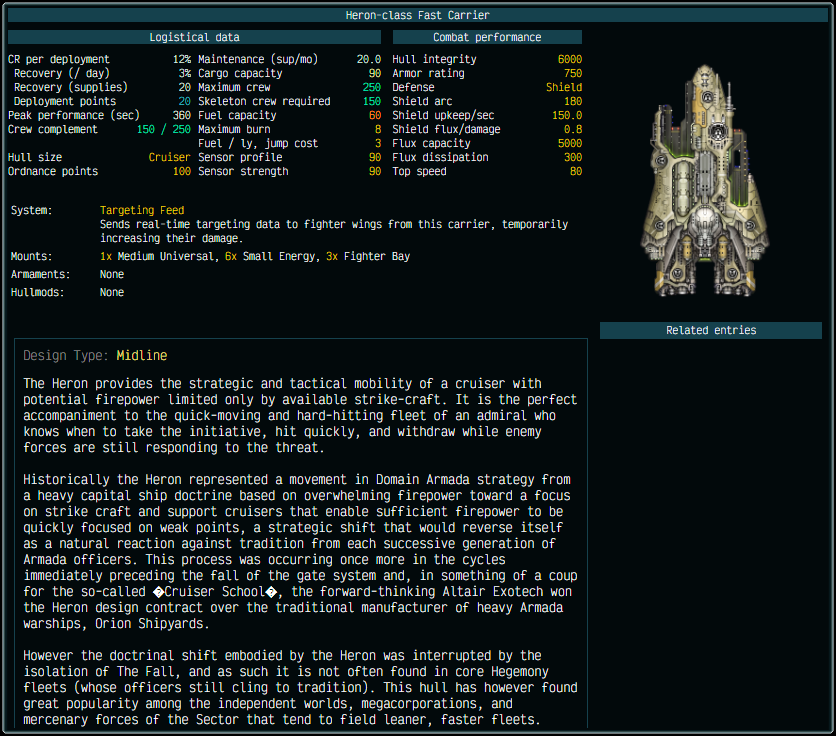 Heron-class Fast Carrier
Logistical data
CR per deployment 12% Maintenance (sup/mo) 20.0
Recovery (/ day) 3% Cargo capacity 90
Recovery (supplies) 20 Maximum crew 250
Deployment points 20 Skeleton crew required 150
Peak performance (sec) 360 Fuel capacity 60
Crew complement 150 / 250 Maximum burn 8
Fuel / ly, jump cost 3
Hull size Cruiser Sensor profile 90
Ordnance points 100 Sensor strength 90
Combat performance
Hull integrity 6000
Armor rating 750
Defense Shield
Shield arc 180
Shield upkeep/sec 150.0
Shield flux/damage 0.8
Flux capacity 5000
Flux dissipation 300
Top speed 80
System: Targeting Feed
Sends real-time targeting data to fighter wings from this carrier, temporarily
increasing their damage.
Mounts: 1x Medium Universal, 6x Small Energy, 3x Fighter Bay
Armaments: None
Hullmods: None
Related entries
Design Type: Midline
The Heron provides the strategic and tactical mobility of a cruiser with
potential firepower limited only by available strike-craft. It is the perfect
accompaniment to the quick-moving and hard-hitting fleet of an admiral who
knows when to take the initiative, hit quickly, and withdraw while enemy
forces are still responding to the threat.
Historically the Heron represented a movement in Domain Armada strategy from
a heavy capital ship doctrine based on overwhelming firepower toward a focus
on strike craft and support cruisers that enable sufficient firepower to be
quickly focused on weak points, a strategic shift that would reverse itself
as a natural reaction against tradition from each successive generation of
Armada officers. This process was occurring once more in the cycles
immediately preceding the fall of the gate system and, in something of a coup
for the so-called �Cruiser School�, the forward-thinking Altair Exotech won
the Heron design contract over the traditional manufacturer of heavy Armada
warships, Orion Shipyards.
However the doctrinal shift embodied by the Heron was interrupted by the
isolation of The Fall, and as such it is not often found in core Hegemony
fleets (whose officers still cling to tradition). This hull has however found
great popularity among the independent worlds, megacorporations, and
mercenary forces of the Sector that tend to field leaner, faster fleets.